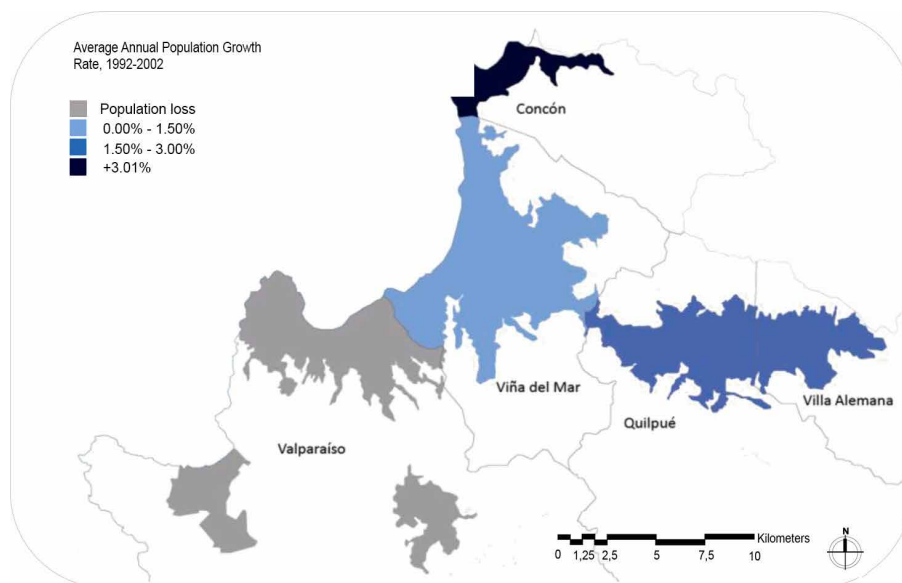 Average Annual Population Growth
Rate, 1992-2002
Population loss
0.00% - 1.50%
1.50% - 3.00%
+3.01%
Concón
Viña del Mar
Villa Alemana
Quilpué
Valparaíso
N
Kilometers
0 1,25 2,5 5 7,5 10